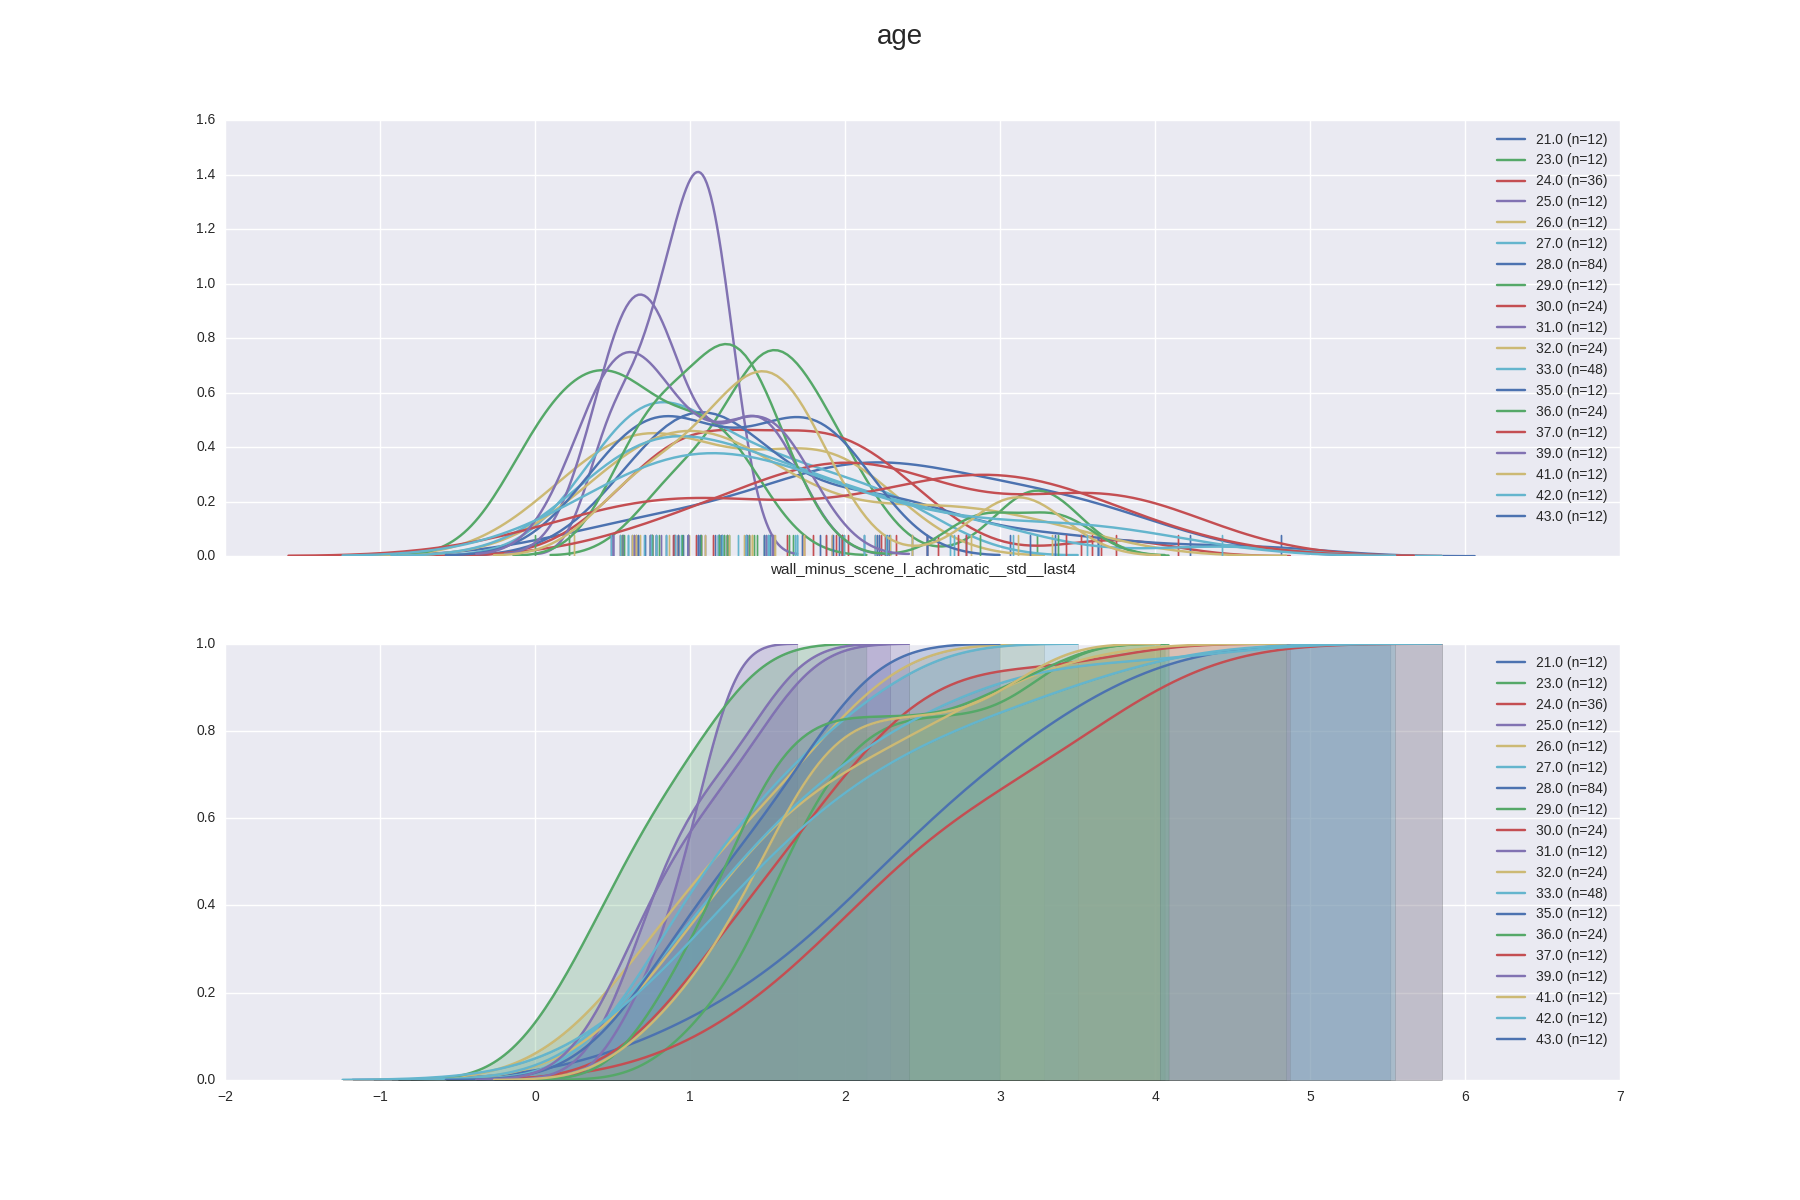 age
1.6
1.4
1.2
1.0
0.8
0.6
0.4
0.2
0.0
21.0 (n=12)
23.0 (n=12)
24.0 (n=36)
25.0 (n=12)
26.0 (n=12)
27.0 (n=12)
28.0 (n=84)
29.0 (n=12)
30.0 (n=24)
31.0 (n=12)
32.0 (n=24)
33.0 (n=48)
35.0 (n=12)
36.0 (n=24)
37.0 (n=12)
39.0 (n=12)
41.0 (n=12)
42.0 (n=12)
43.0 (n=12)
wall_minus_scene_l_achromatic__std__last4
1.0
0.8
0.6
0.4
0.2
0.0
21.0 (n=12)
23.0 (n=12)
24.0 (n=36)
25.0 (n=12)
26.0 (n=12)
27.0 (n=12)
28.0 (n=84)
29.0 (n=12)
30.0 (n=24)
31.0 (n=12)
32.0 (n=24)
33.0 (n=48)
35.0 (n=12)
36.0 (n=24)
37.0 (n=12)
39.0 (n=12)
41.0 (n=12)
42.0 (n=12)
43.0 (n=12)
−2 −1 0 1 2 3 4 5 6 7